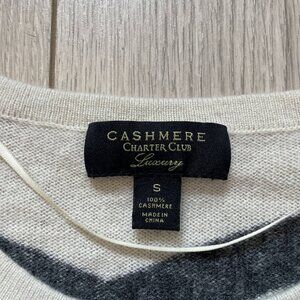 CASHMERE
CHARTER CLUB
Luxury
S
100%
CASHMERE
MADE IN
CHINA